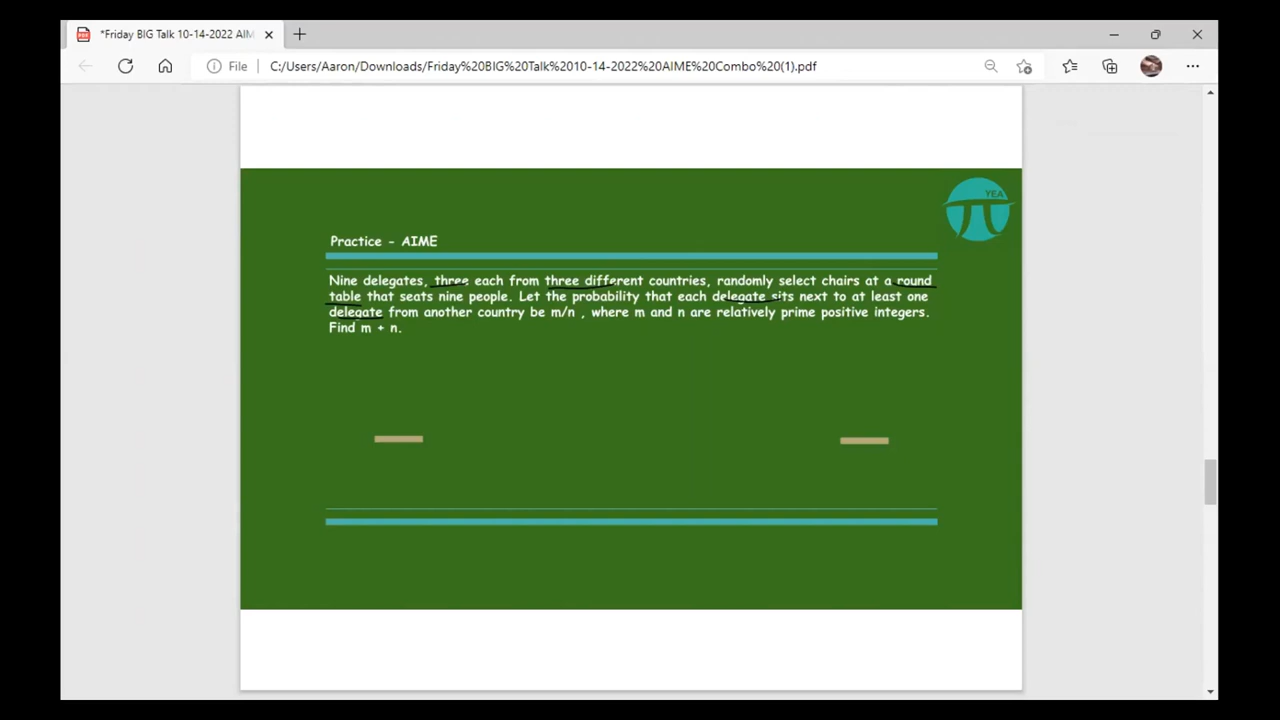 *Friday BIG Talk 10-14-2022 AIM
File
C:/Users/Aaron/Downloads/Friday%20BIG%20Talk%2010-14-2022%20AIME%20Combo%20(1).pdf
YEA
Practice - AIME
Nine delegates, three each from three different countries, randomly select chairs at a round
table that seats nine people. Let the probability that each delegate sits next to at least one
delegate from another country be m/n , where m and n are relatively prime positive integers.
Find m + n.